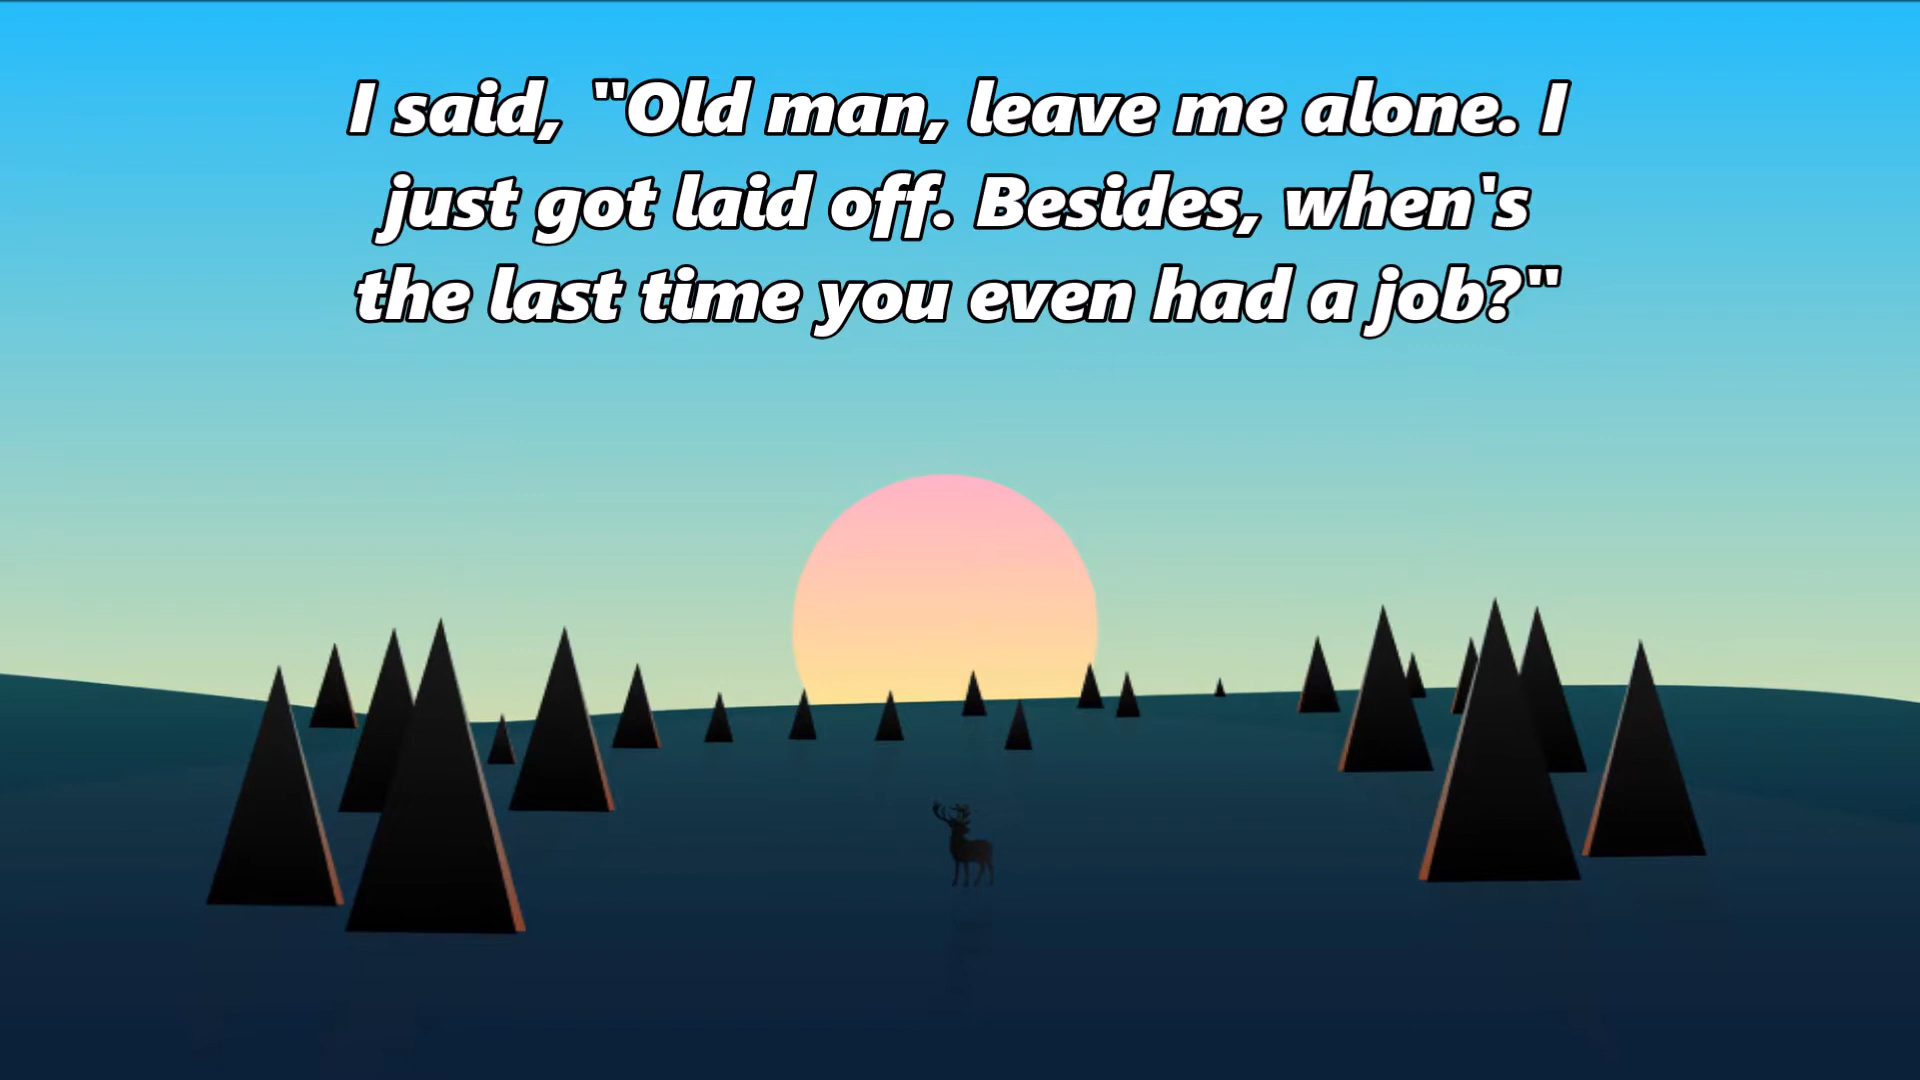 I said, "Old man, leave me alone. I
just got laid off. Besides, when's
the last time you even had a job?"